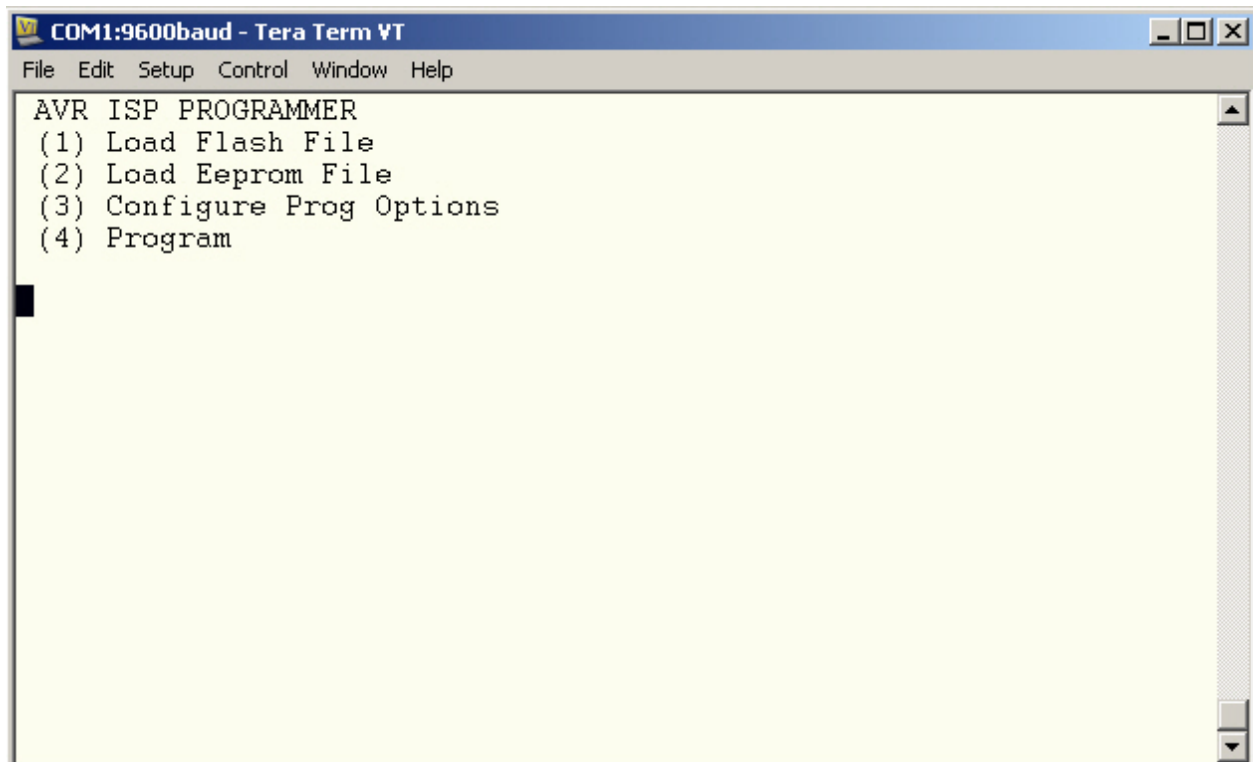 COM1:9600baud - Tera Term VT
File Edit Setup Control Window Help
AVR ISP PROGRAMMER
(1) Load Flash File
(2) Load Eeprom File
(3) Configure Prog Options
(4) Program